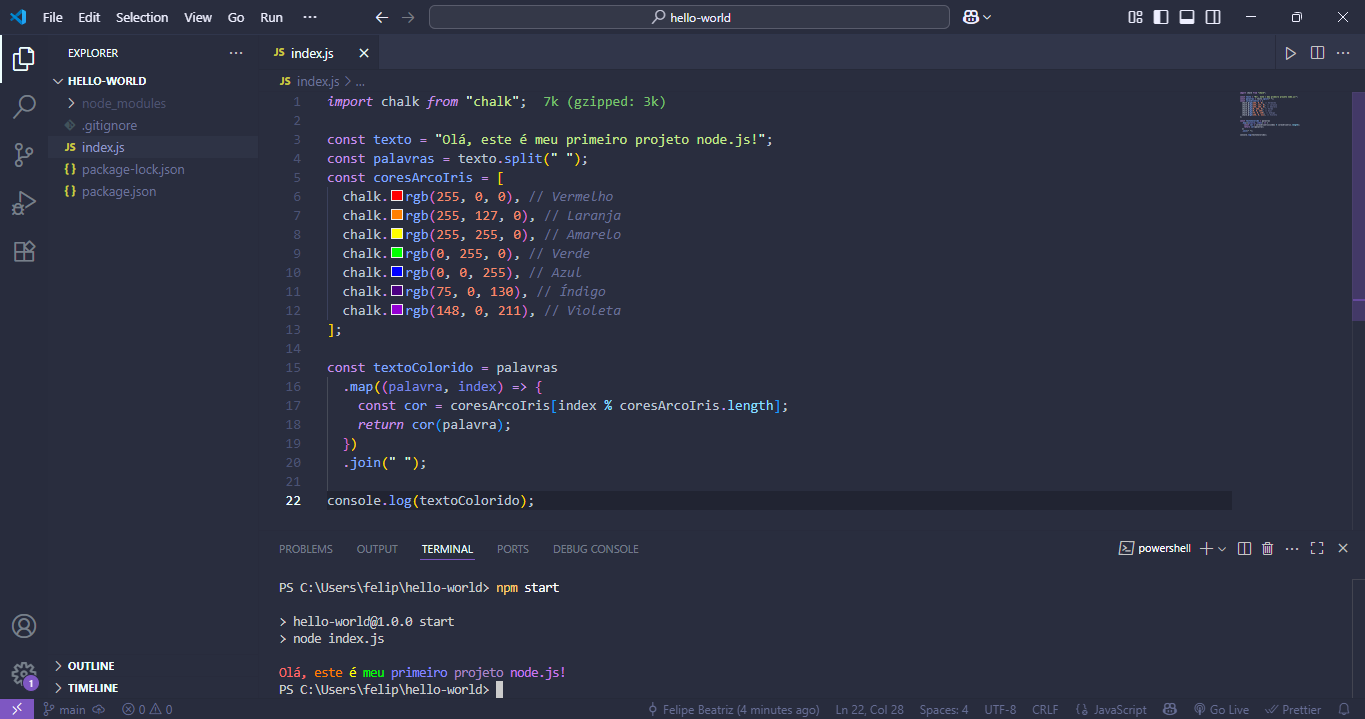 File Edit Selection View Go Run ··· hello-world
EXPLORER ···
HELLO-WORLD
node_modules
.gitignore
JS index.js
{} package-lock.json
{} package.json
OUTLINE
TIMELINE
JS index.js
JS index.js > ...
1 import chalk from "chalk"; 7k (gzipped: 3k)
2
3 const texto = "Olá, este é meu primeiro projeto node.js!";
4 const palavras = texto.split(" ");
5 const coresArcoIris = [
6 chalk.rgb(255, 0, 0), // Vermelho
7 chalk.rgb(255, 127, 0), // Laranja
8 chalk.rgb(255, 255, 0), // Amarelo
9 chalk.rgb(0, 255, 0), // Verde
10 chalk.rgb(0, 0, 255), // Azul
11 chalk.rgb(75, 0, 130), // Índigo
12 chalk.rgb(148, 0, 211), // Violeta
13 ];
14
15 const textoColorido = palavras
16 .map((palavra, index) => {
17 const cor = coresArcoIris[index % coresArcoIris.length];
18 return cor(palavra);
19 })
20 .join(" ");
21
22 console.log(textoColorido);
PROBLEMS OUTPUT TERMINAL PORTS DEBUG CONSOLE powershell
PS C:\Users\felip\hello-world> npm start
> hello-world@1.0.0 start
> node index.js
Olá, este é meu primeiro projeto node.js!
PS C:\Users\felip\hello-world>
1
main 0 0 Felipe Beatriz (4 minutes ago) Ln 22, Col 28 Spaces: 4 UTF-8 CRLF {} JavaScript Go Live Prettier